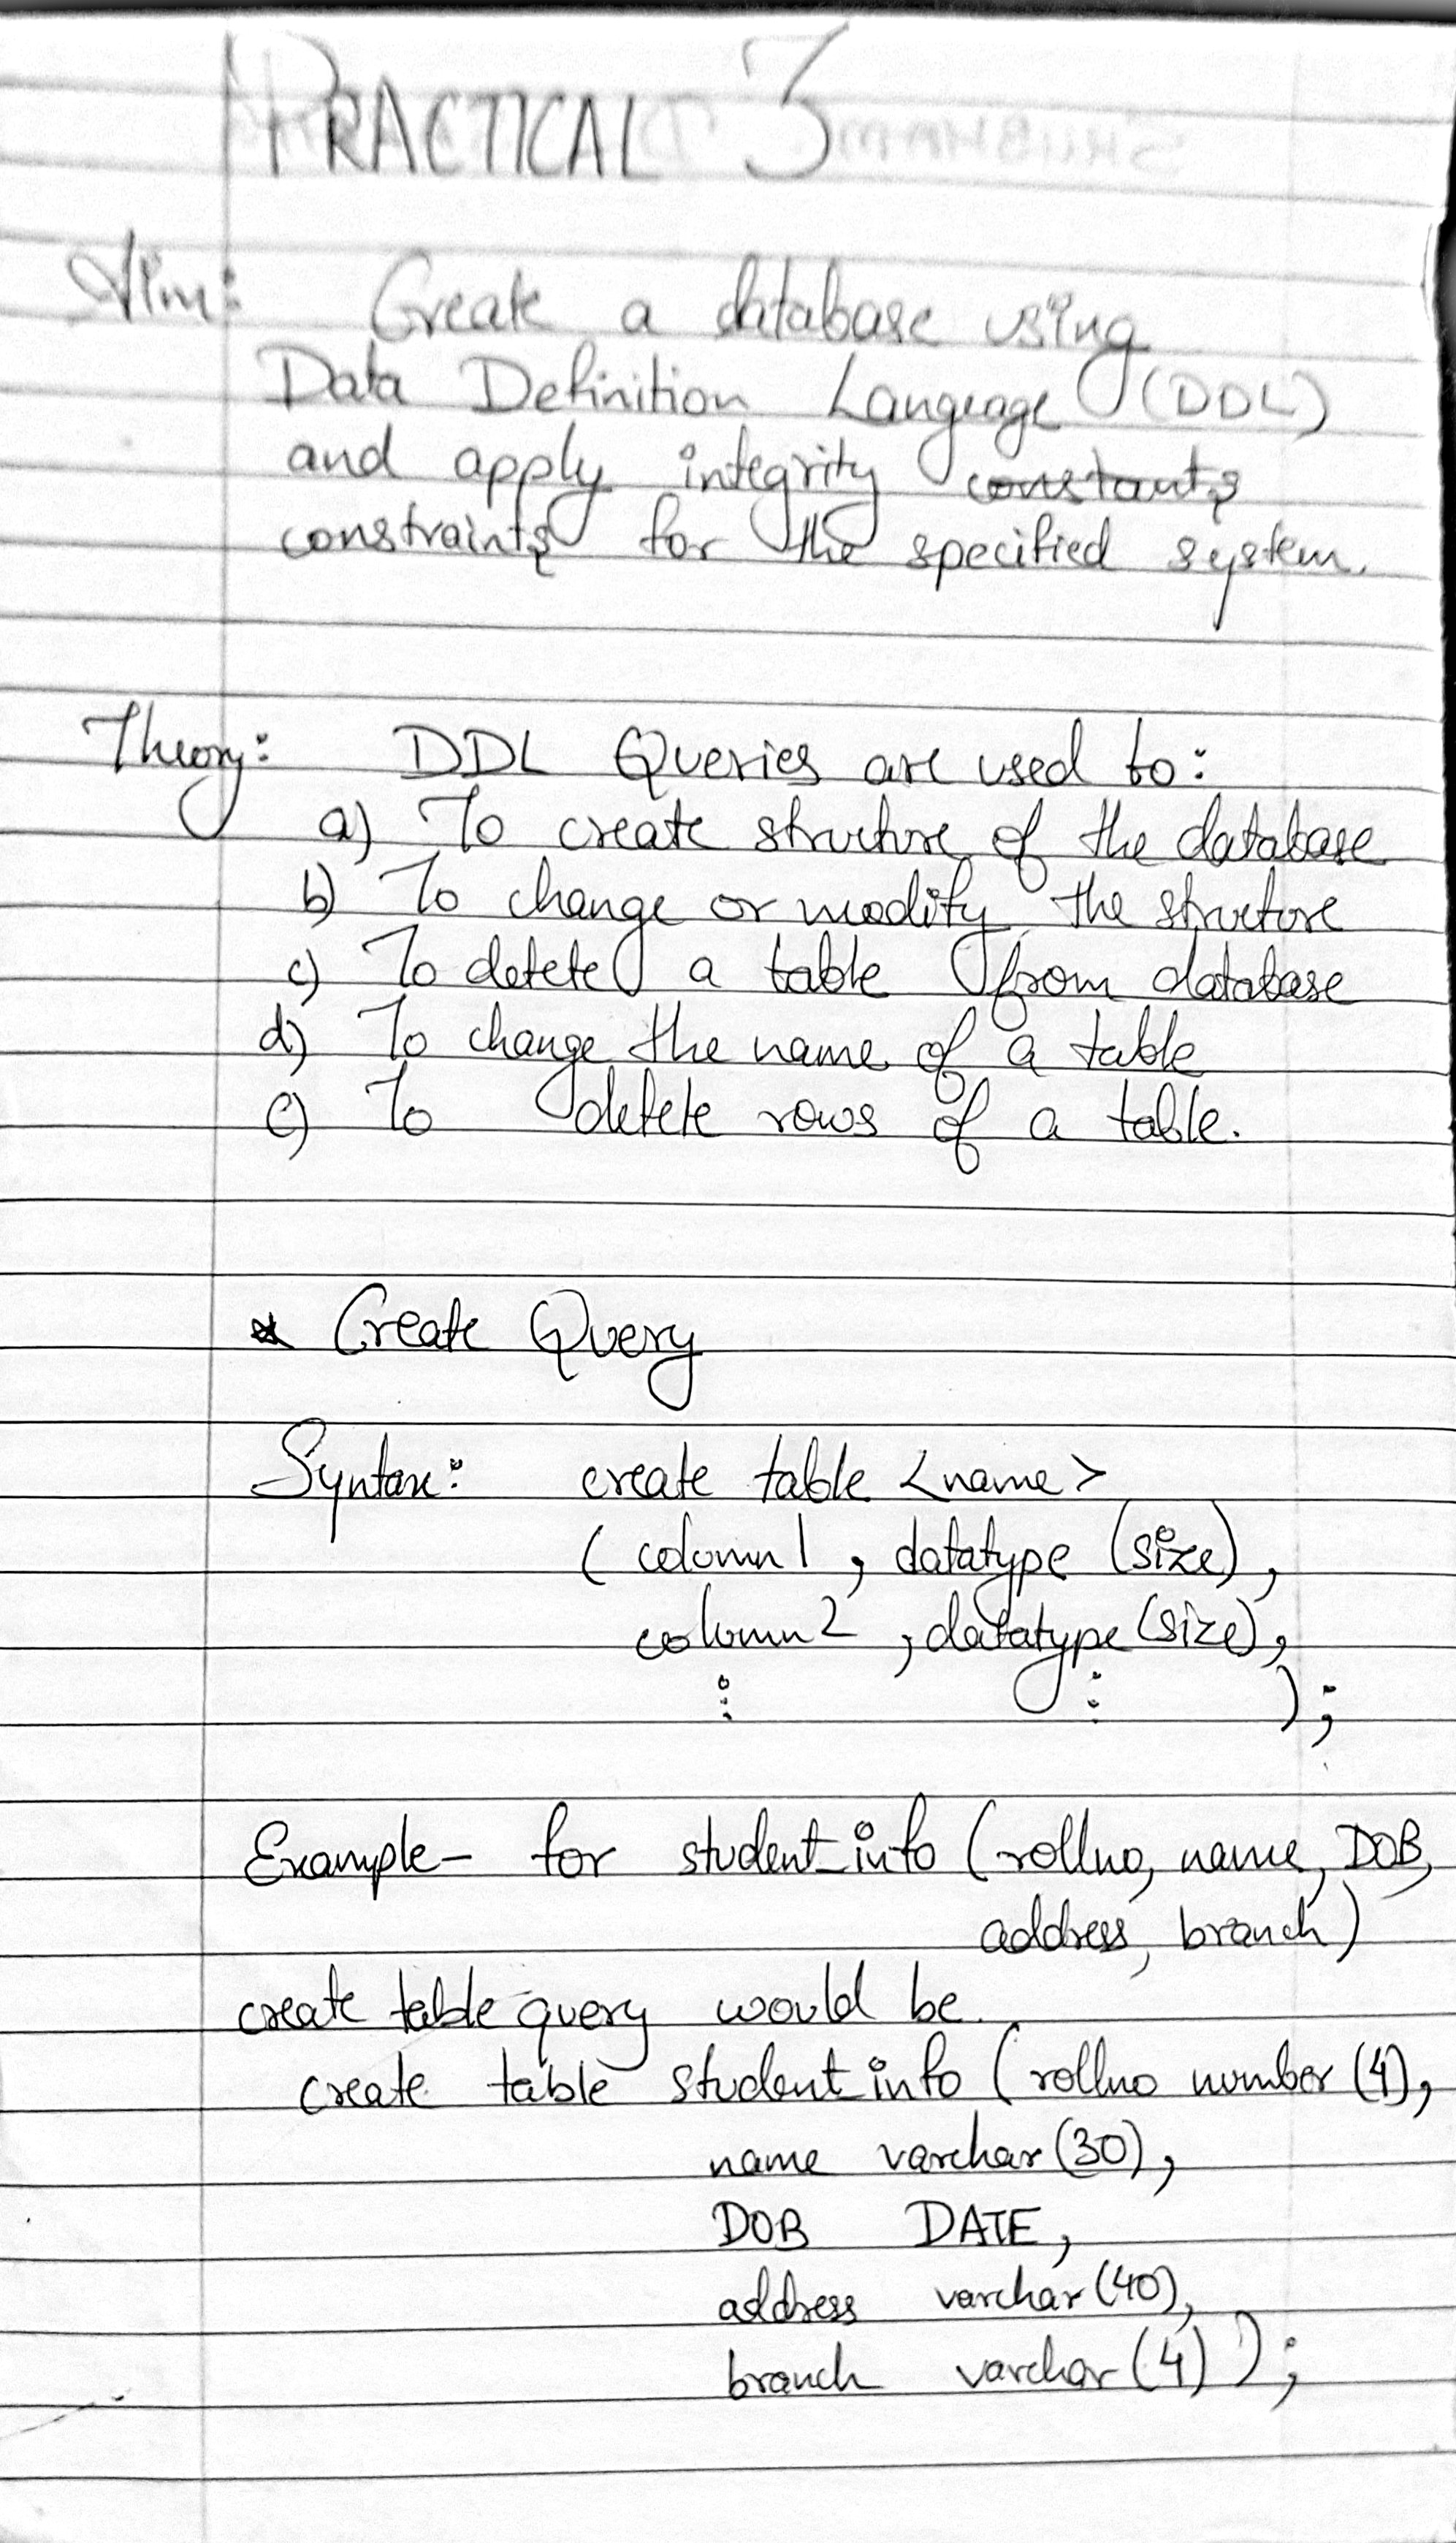 PRACTICAL 3
Aim: Create a database using
Data Definition Language (DDL)
and apply integrity constants
constraints for the specified system.
Theory: DDL Queries are used to:
a) To create structure of the database
b) To change or modify the structure
c) To detete a table from database
d) To change the name of a table
e) To detete rows of a table.
* Create Query
Syntax: create table <name>
(column1, datatype (size),
column2, datatype (size),
⋮ ⋮ );
Example- for student_info (rollno, name, DOB,
address, branch)
create table query would be.
create table student_info (rollno number (4),
name varchar (30),
DOB DATE,
address varchar (40),
branch varchar (4) );